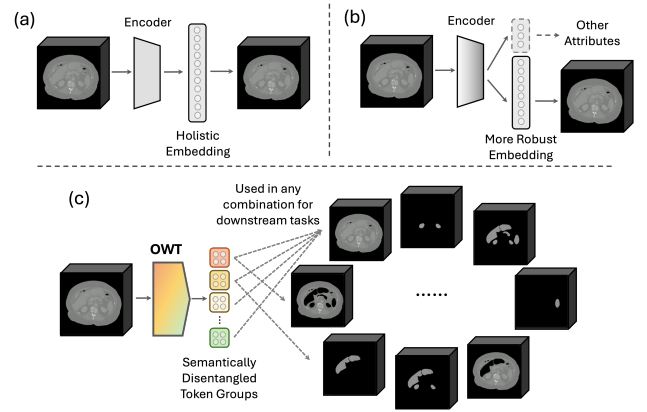 (a)
Encoder
Holistic
Embedding
(b)
Encoder
Other
Attributes
More Robust
Embedding
(c)
Used in any
combination for
downstream tasks
OWT
......
Semantically
Disentangled
Token Groups